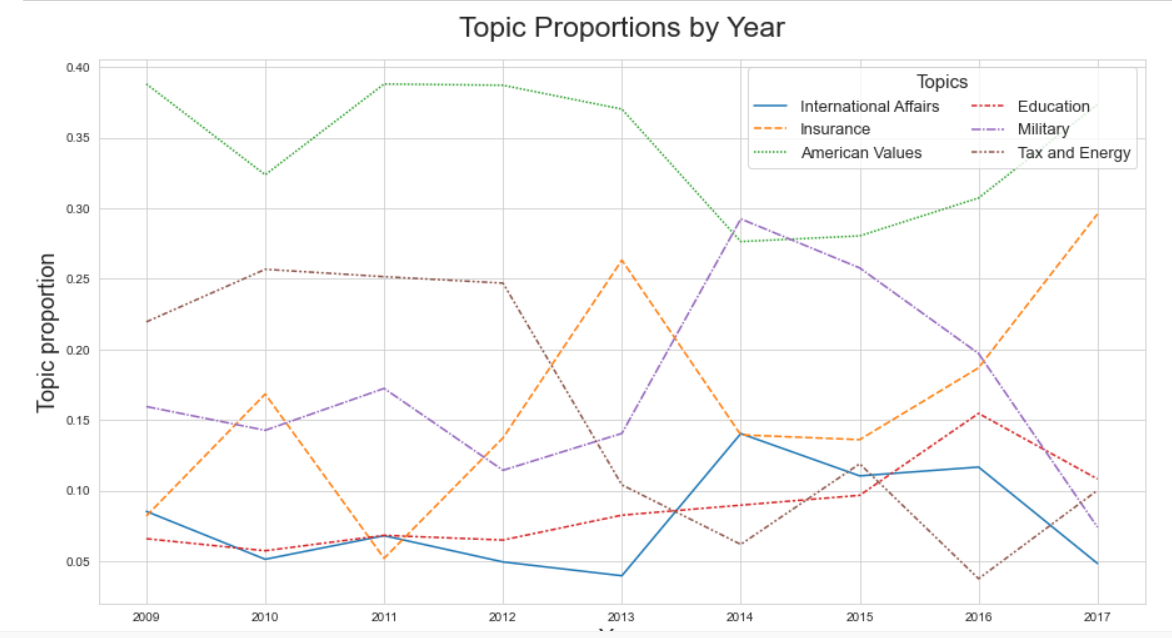 Topic Proportions by Year
Topics
International Affairs
Insurance
American Values
Education
Military
Tax and Energy
Topic proportion
0.40
0.35
0.30
0.25
0.20
0.15
0.10
0.05
2009 2010 2011 2012 2013 2014 2015 2016 2017